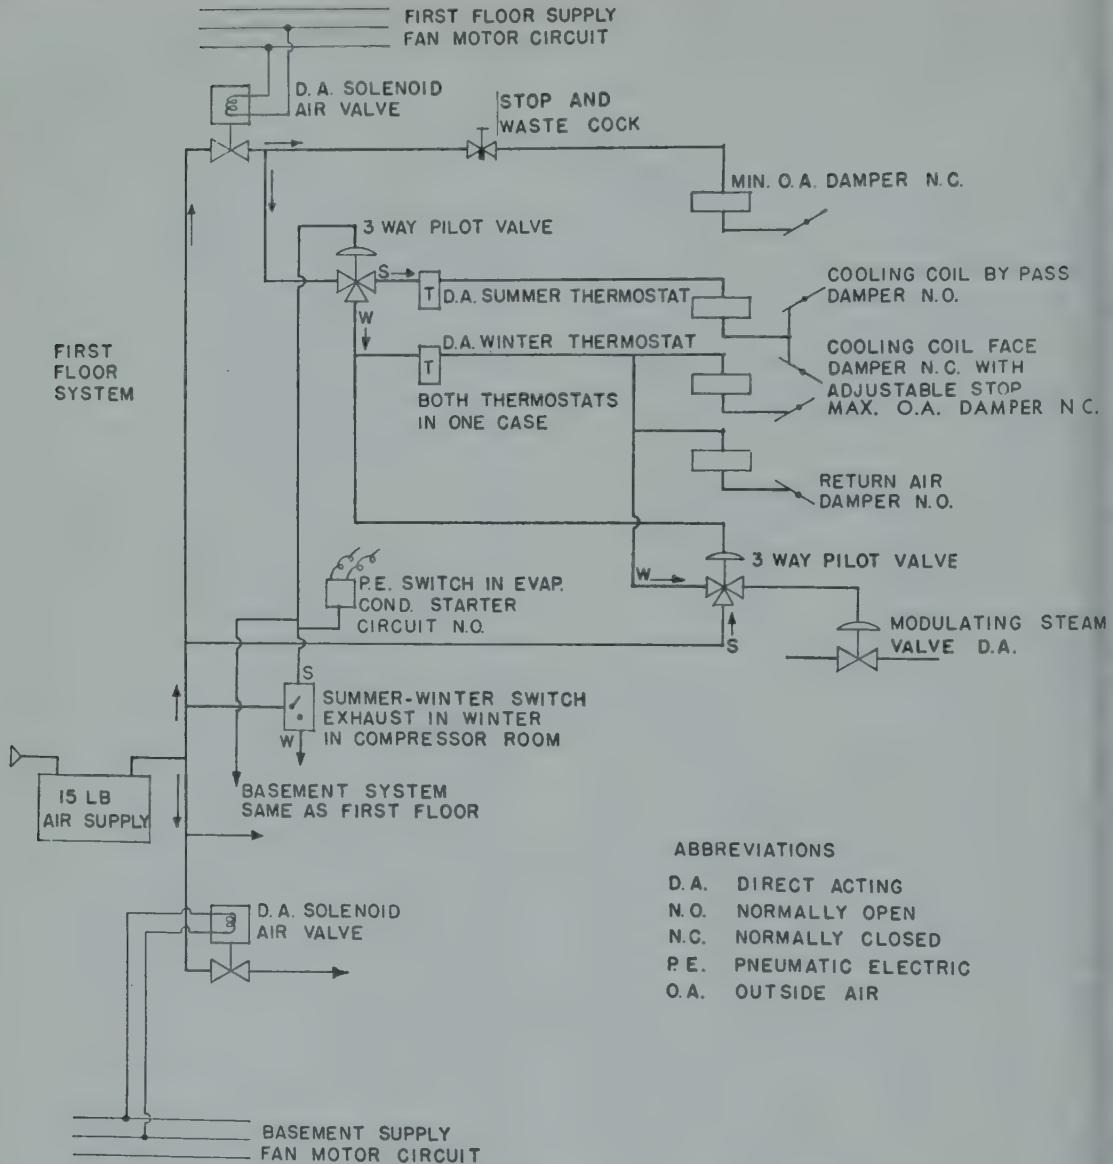 FIRST FLOOR SUPPLY
FAN MOTOR CIRCUIT
D.A. SOLENOID
AIR VALVE
STOP AND
WASTE COCK
MIN. O.A. DAMPER N.C.
3 WAY PILOT VALVE
S
T
D.A. SUMMER THERMOSTAT
COOLING COIL BY PASS
DAMPER N.O.
W
D.A. WINTER THERMOSTAT
T
BOTH THERMOSTATS
IN ONE CASE
COOLING COIL FACE
DAMPER N.C. WITH
ADJUSTABLE STOP
MAX. O.A. DAMPER N C.
FIRST
FLOOR
SYSTEM
RETURN AIR
DAMPER N.O.
3 WAY PILOT VALVE
W
S
P.E. SWITCH IN EVAP.
COND. STARTER
CIRCUIT N.O.
MODULATING STEAM
VALVE D.A.
S
SUMMER-WINTER SWITCH
EXHAUST IN WINTER
IN COMPRESSOR ROOM
W
BASEMENT SYSTEM
SAME AS FIRST FLOOR
15 LB
AIR SUPPLY
D.A. SOLENOID
AIR VALVE
ABBREVIATIONS
D.A. DIRECT ACTING
N.O. NORMALLY OPEN
N.C. NORMALLY CLOSED
P.E. PNEUMATIC ELECTRIC
O.A. OUTSIDE AIR
BASEMENT SUPPLY
FAN MOTOR CIRCUIT